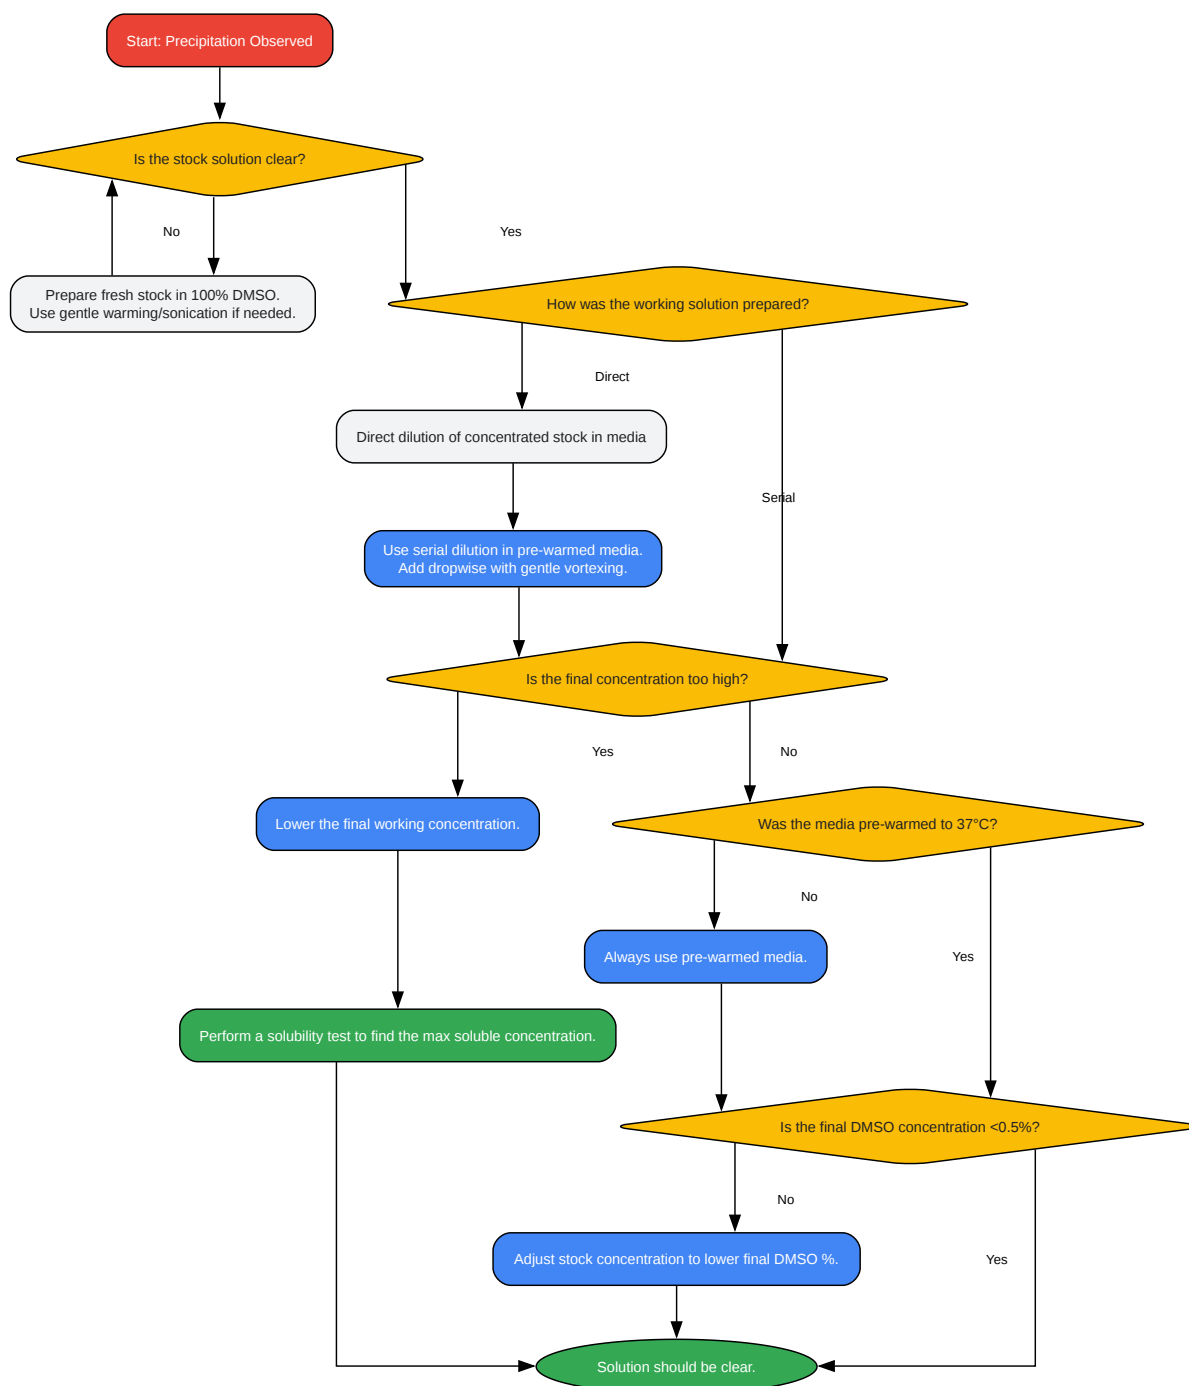 Start: Precipitation Observed
Is the stock solution clear?
No
Yes
Prepare fresh stock in 100% DMSO.
Use gentle warming/sonication if needed.
How was the working solution prepared?
Direct
Direct dilution of concentrated stock in media
Serial
Use serial dilution in pre-warmed media.
Add dropwise with gentle vortexing.
Is the final concentration too high?
Yes
No
Lower the final working concentration.
Was the media pre-warmed to 37°C?
No
Always use pre-warmed media.
Yes
Perform a solubility test to find the max soluble concentration.
Is the final DMSO concentration <0.5%?
No
Adjust stock concentration to lower final DMSO %.
Yes
Solution should be clear.